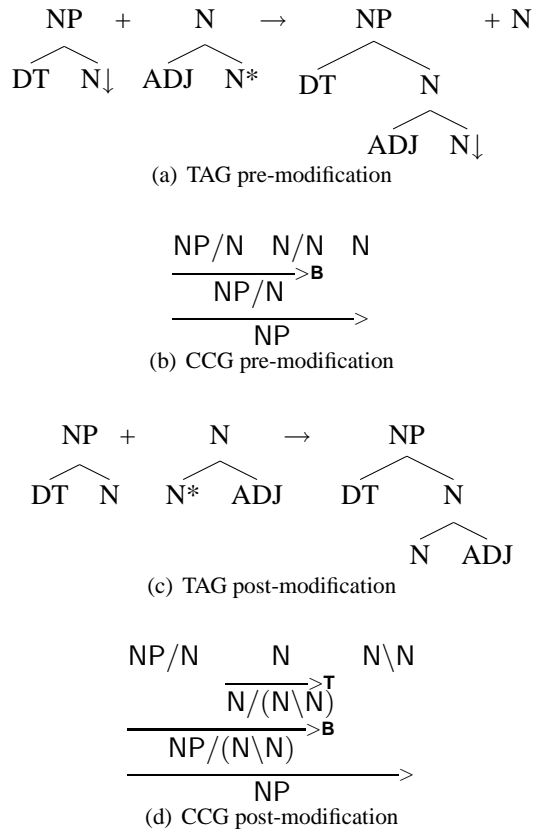 NP + N → NP + N
DT N↓ ADJ N* DT N
ADJ N↓
(a) TAG pre-modification
NP/N N/N N
>B
NP/N
>
NP
(b) CCG pre-modification
NP + N → NP
DT N N* ADJ DT N
N ADJ
(c) TAG post-modification
NP/N N N\N
>T
N/(N\N)
>B
NP/(N\N)
>
NP
(d) CCG post-modification